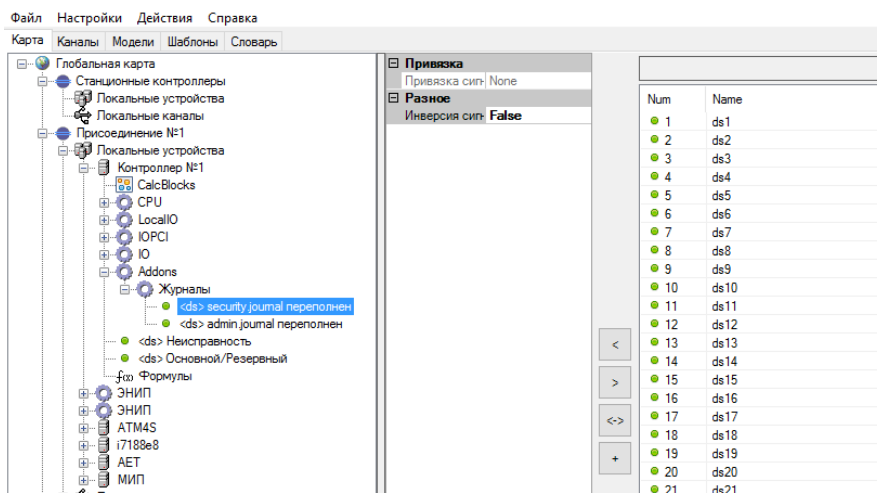 Файл Настройки Действия Справка
Карта Каналы Модели Шаблоны Словарь
Глобальная карта
Станционные контроллеры
Локальные устройства
Локальные каналы
Присоединение №1
Локальные устройства
Контроллер №1
CalcBlocks
CPU
LocalIO
IOPCI
IO
Addons
Журналы
<ds> security.journal переполнен
<ds> admin.journal переполнен
<ds> Неисправность
<ds> Основной/Резервный
f(x) Формулы
ЭНИП
ЭНИП
ATM4S
i7188e8
AET
МИП
Привязка
Привязка сигн None
Разное
Инверсия сигн False
<
>
<->
+
Num Name
1 ds1
2 ds2
3 ds3
4 ds4
5 ds5
6 ds6
7 ds7
8 ds8
9 ds9
10 ds10
11 ds11
12 ds12
13 ds13
14 ds14
15 ds15
16 ds16
17 ds17
18 ds18
19 ds19
20 ds20
21 ds21